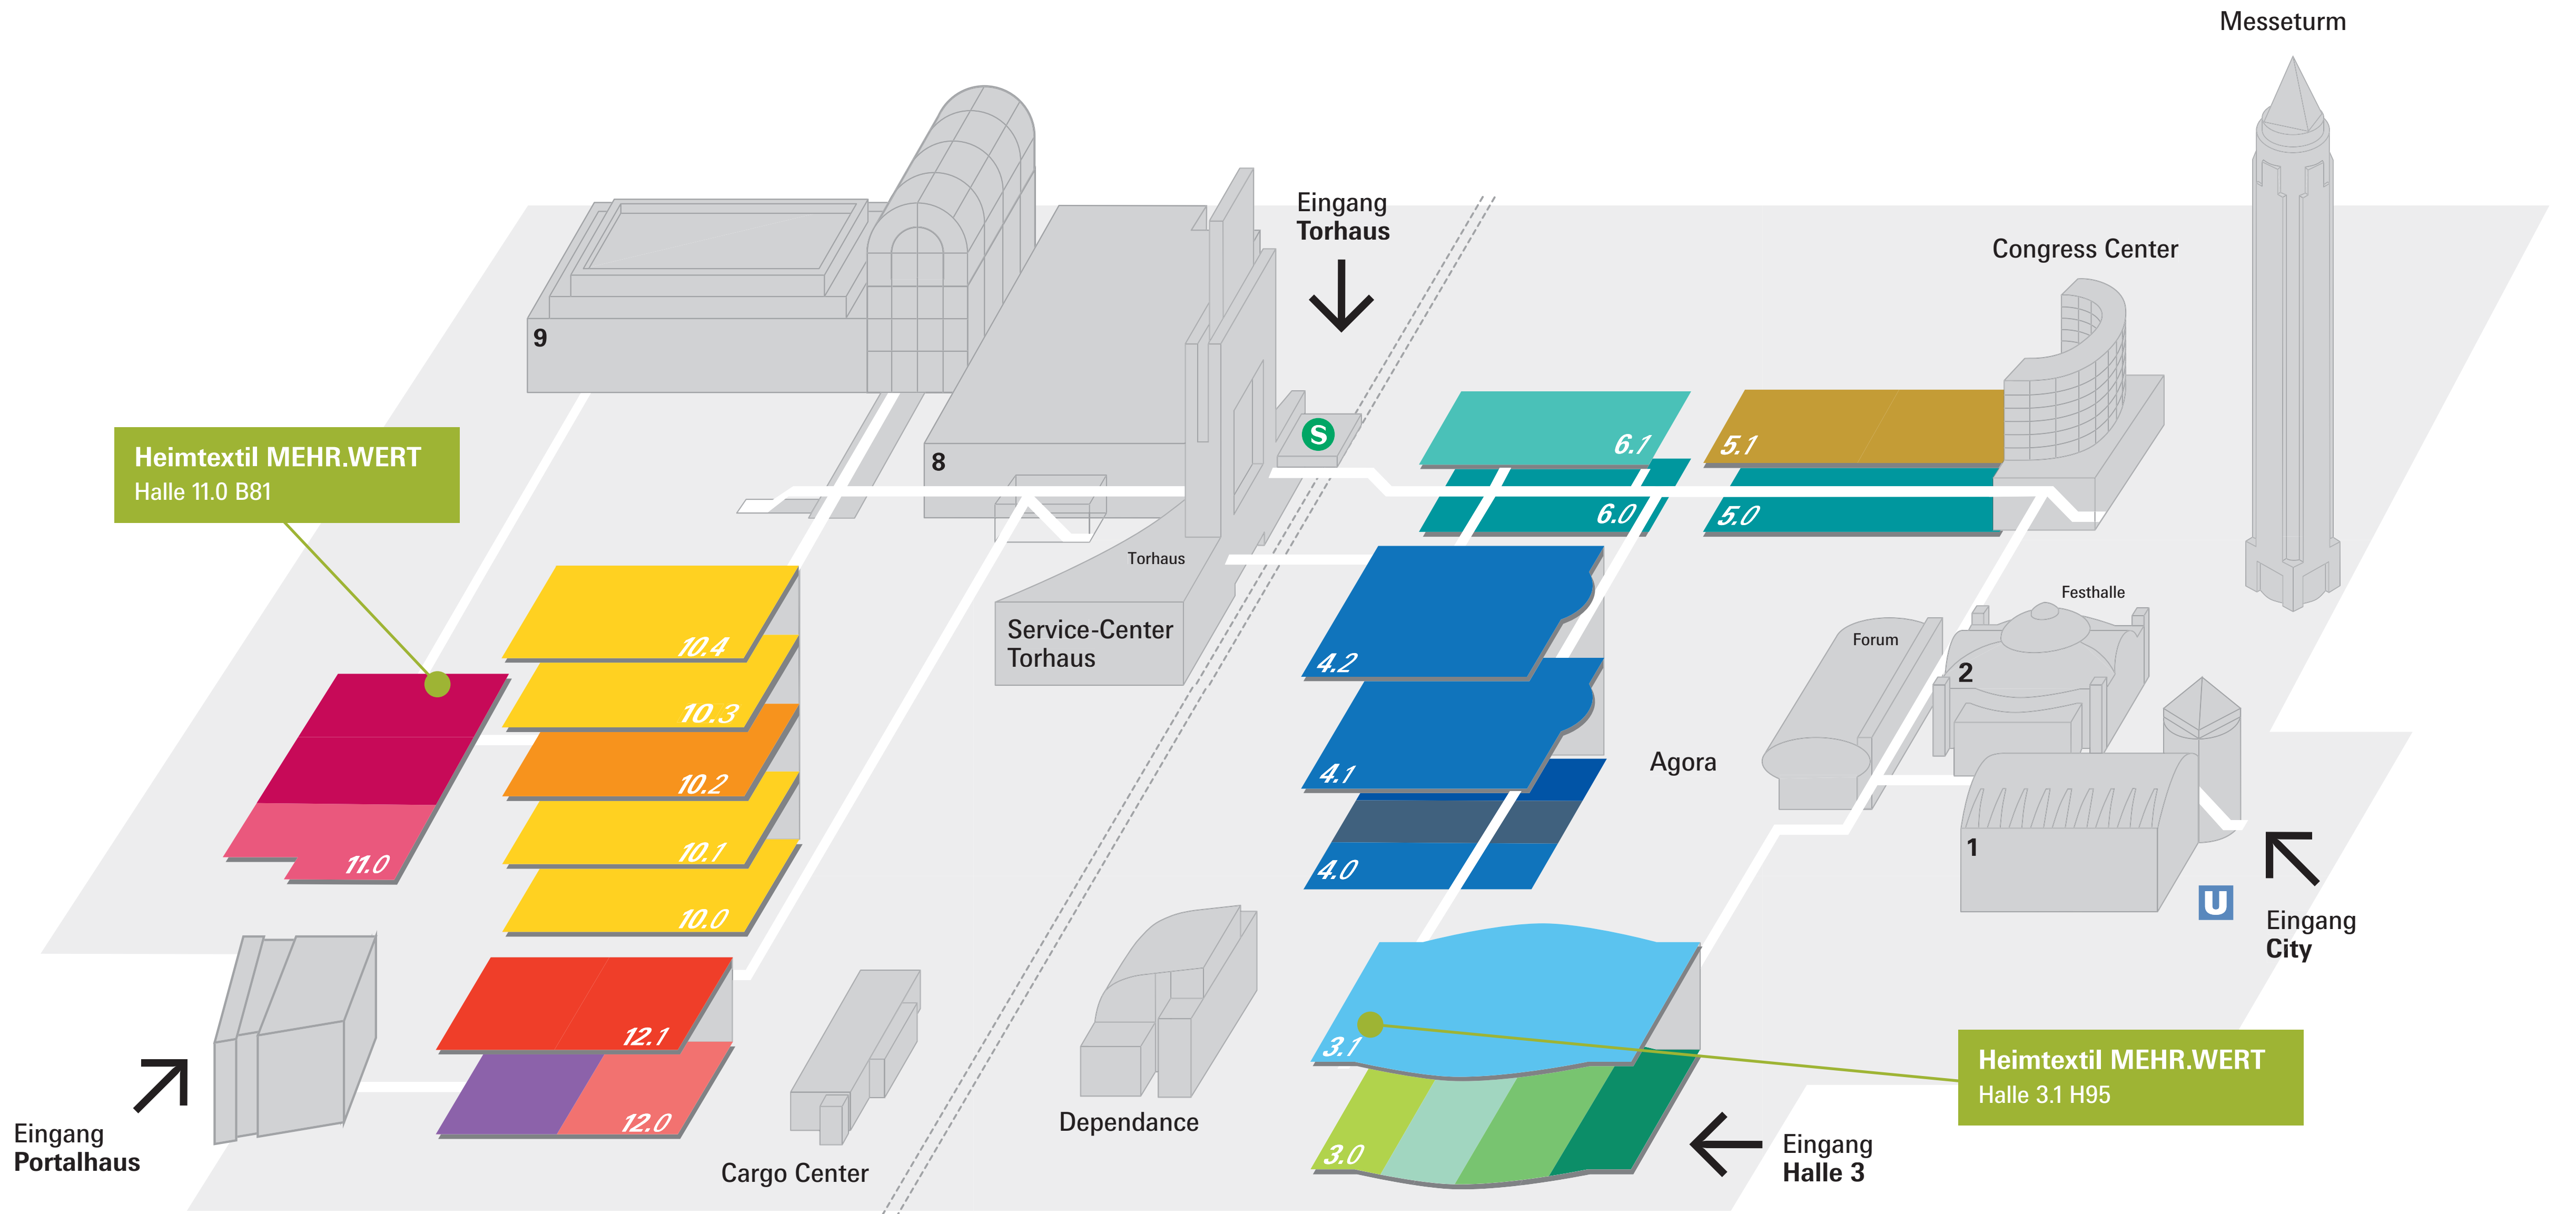 Messeturm
Eingang
Torhaus
Congress Center
9
Heimtextil MEHR.WERT
Halle 11.0 B81
8
S
6.1
5.1
6.0
5.0
Torhaus
Service-Center
Torhaus
Festhalle
Forum
2
10.4
4.2
10.3
10.2
4.1
Agora
10.1
11.0
4.0
1
10.0
U
Eingang
City
12.1
3.1
Heimtextil MEHR.WERT
Halle 3.1 H95
12.0
3.0
Eingang
Portalhaus
Cargo Center
Dependance
Eingang
Halle 3